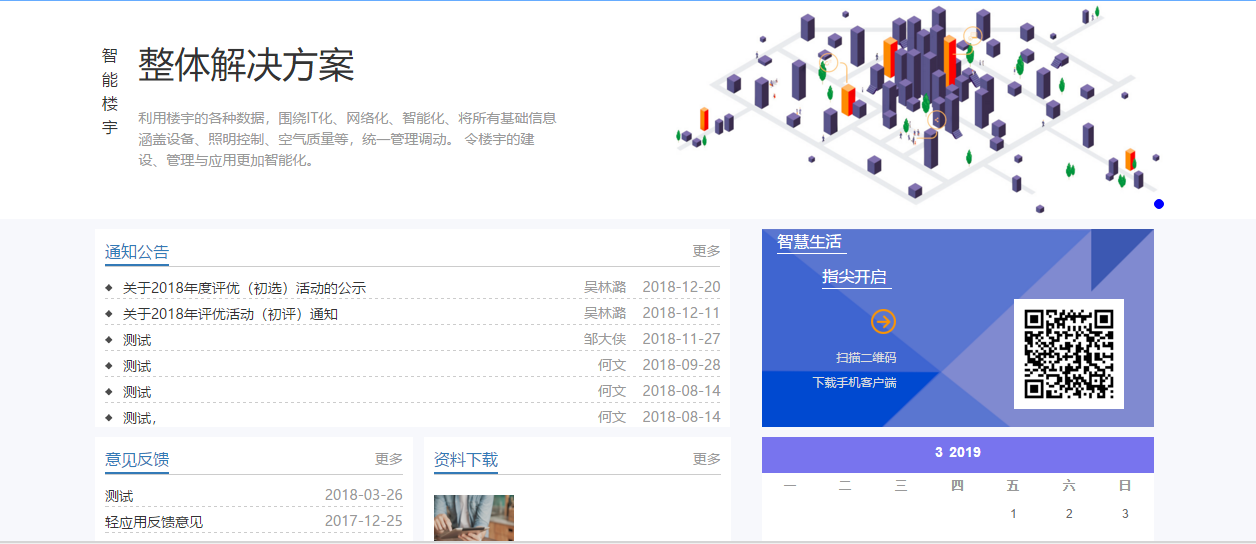 智能楼宇
整体解决方案
利用楼宇的各种数据，围绕IT化、网络化、智能化、将所有基础信息
涵盖设备、照明控制、空气质量等，统一管理调动。 令楼宇的建
设、管理与应用更加智能化。
通知公告 更多
关于2018年度评优（初选）活动的公示 吴林潞 2018-12-20
关于2018年评优活动（初评）通知 吴林潞 2018-12-11
测试 邹大侠 2018-11-27
测试 何文 2018-09-28
测试 何文 2018-08-14
测试， 何文 2018-08-14
智慧生活
指尖开启
扫描二维码
下载手机客户端
意见反馈 更多
测试 2018-03-26
轻应用反馈意见 2017-12-25
资料下载 更多
3 2019
一 二 三 四 五 六 日
1 2 3